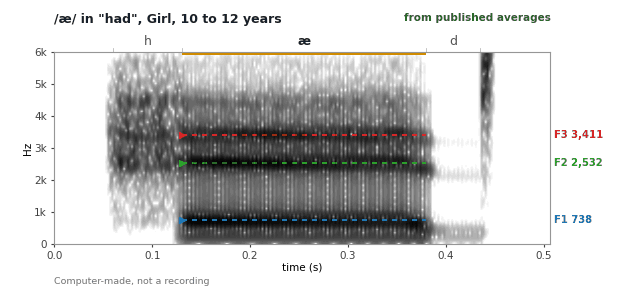 /æ/ in "had", Girl, 10 to 12 years
from published averages
h æ d
6k
5k
4k
3k
2k
1k
0
Hz
F3 3,411
F2 2,532
F1 738
0.0 0.1 0.2 0.3 0.4 0.5
time (s)
Computer-made, not a recording